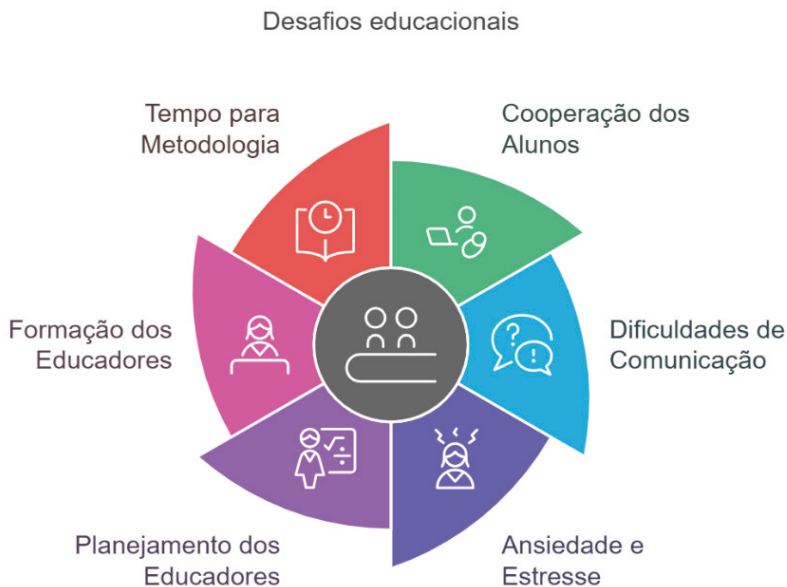 Desafios educacionais
Tempo para
Metodologia
Cooperação dos
Alunos
Formação dos
Educadores
Dificuldades de
Comunicação
Planejamento dos
Educadores
Ansiedade e
Estresse